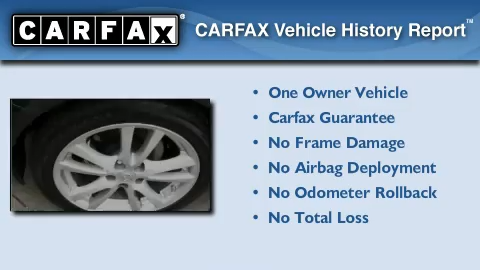 CARFAX® CARFAX Vehicle History Report™
• One Owner Vehicle
• Carfax Guarantee
• No Frame Damage
• No Airbag Deployment
• No Odometer Rollback
• No Total Loss